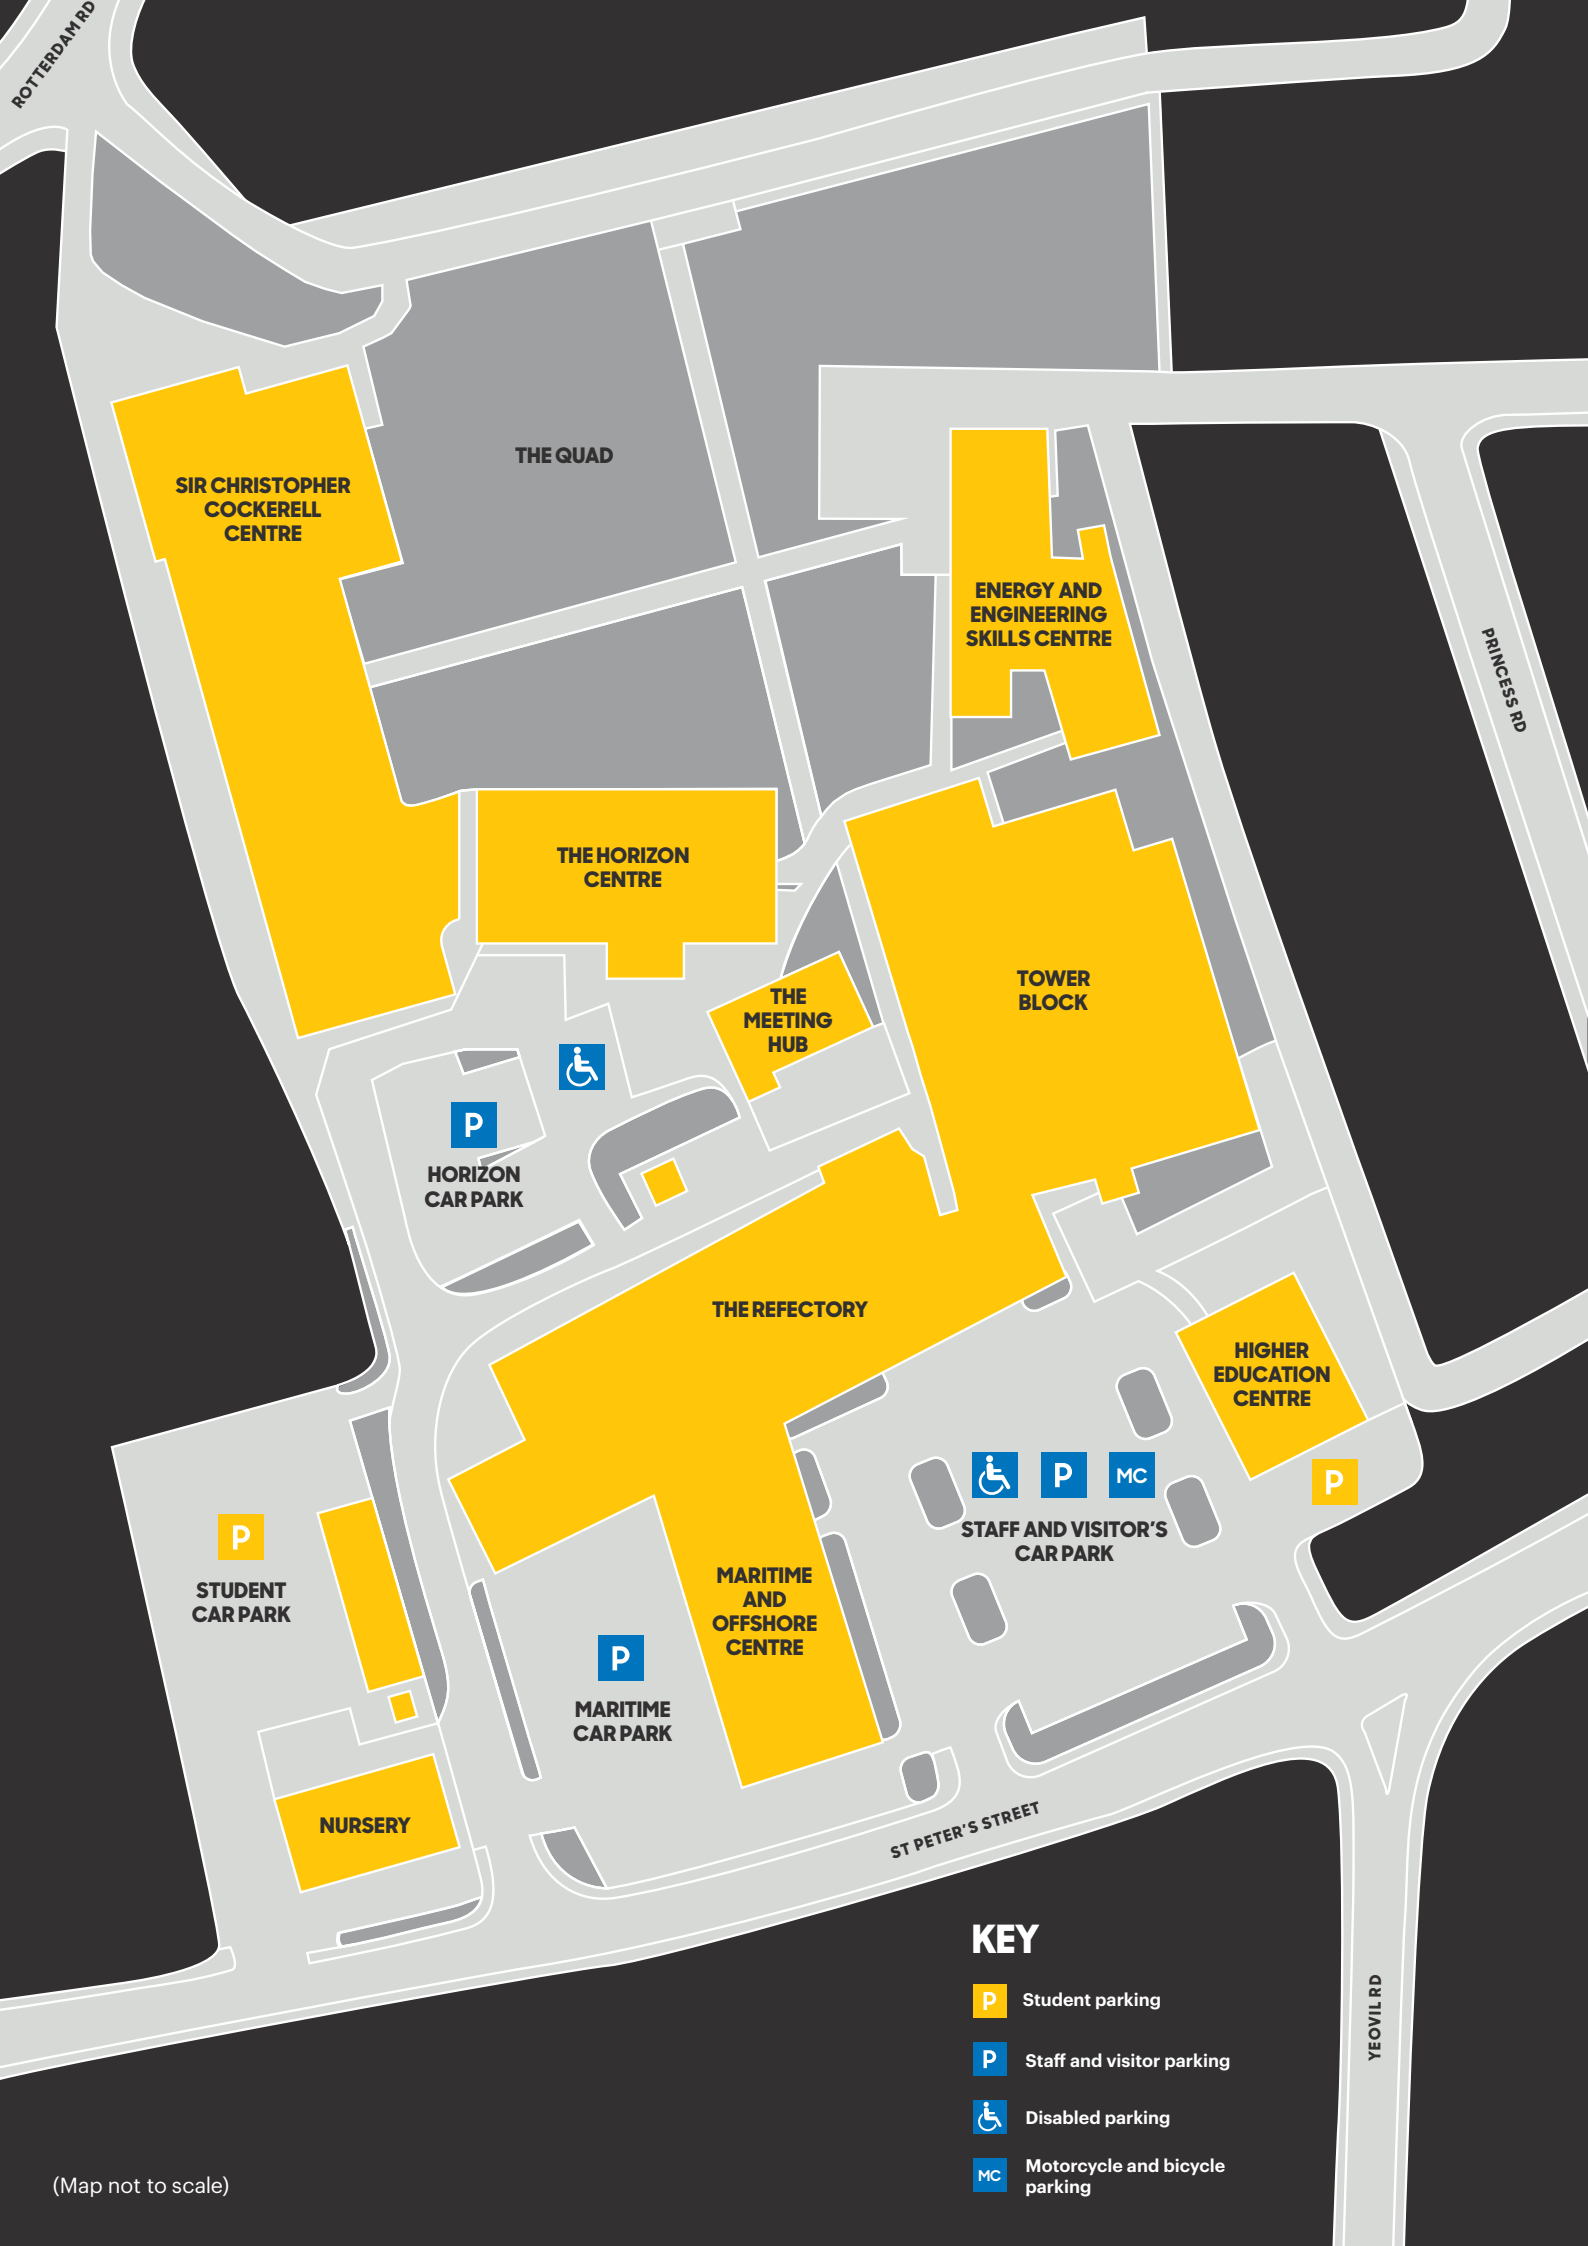 ROTTERDAM RD
THE QUAD
SIR CHRISTOPHER
COCKERELL
CENTRE
ENERGY AND
ENGINEERING
SKILLS CENTRE
PRINCESS RD
THE HORIZON
CENTRE
TOWER
BLOCK
THE
MEETING
HUB
P
HORIZON
CAR PARK
THE REFECTORY
HIGHER
EDUCATION
CENTRE
P
MC
STAFF AND VISITOR'S
CAR PARK
P
P
STUDENT
CAR PARK
MARITIME
AND
OFFSHORE
CENTRE
P
MARITIME
CAR PARK
NURSERY
ST PETER'S STREET
YEOVIL RD
KEY
P Student parking
P Staff and visitor parking
Disabled parking
MC Motorcycle and bicycle
parking
(Map not to scale)